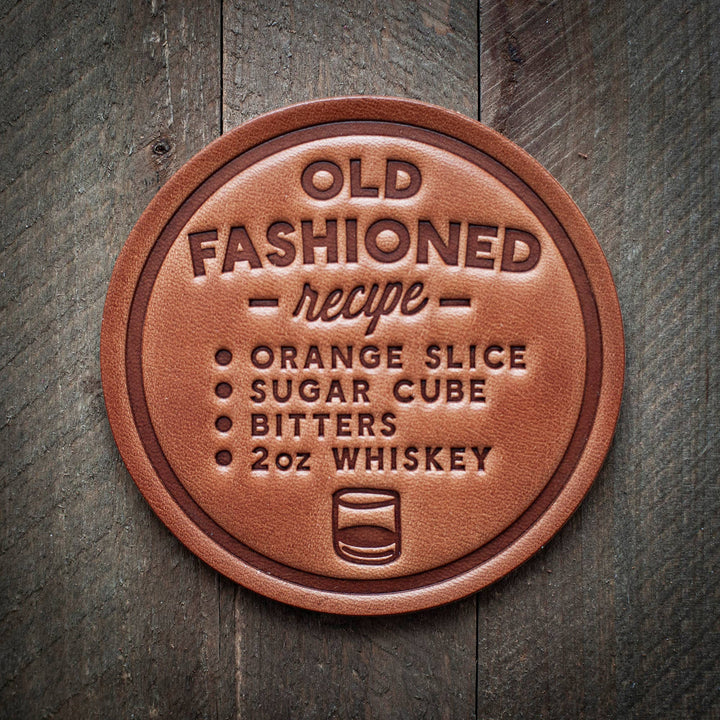 OLD
FASHIONED
- recipe -
• ORANGE SLICE
• SUGAR CUBE
• BITTERS
• 2oz WHISKEY